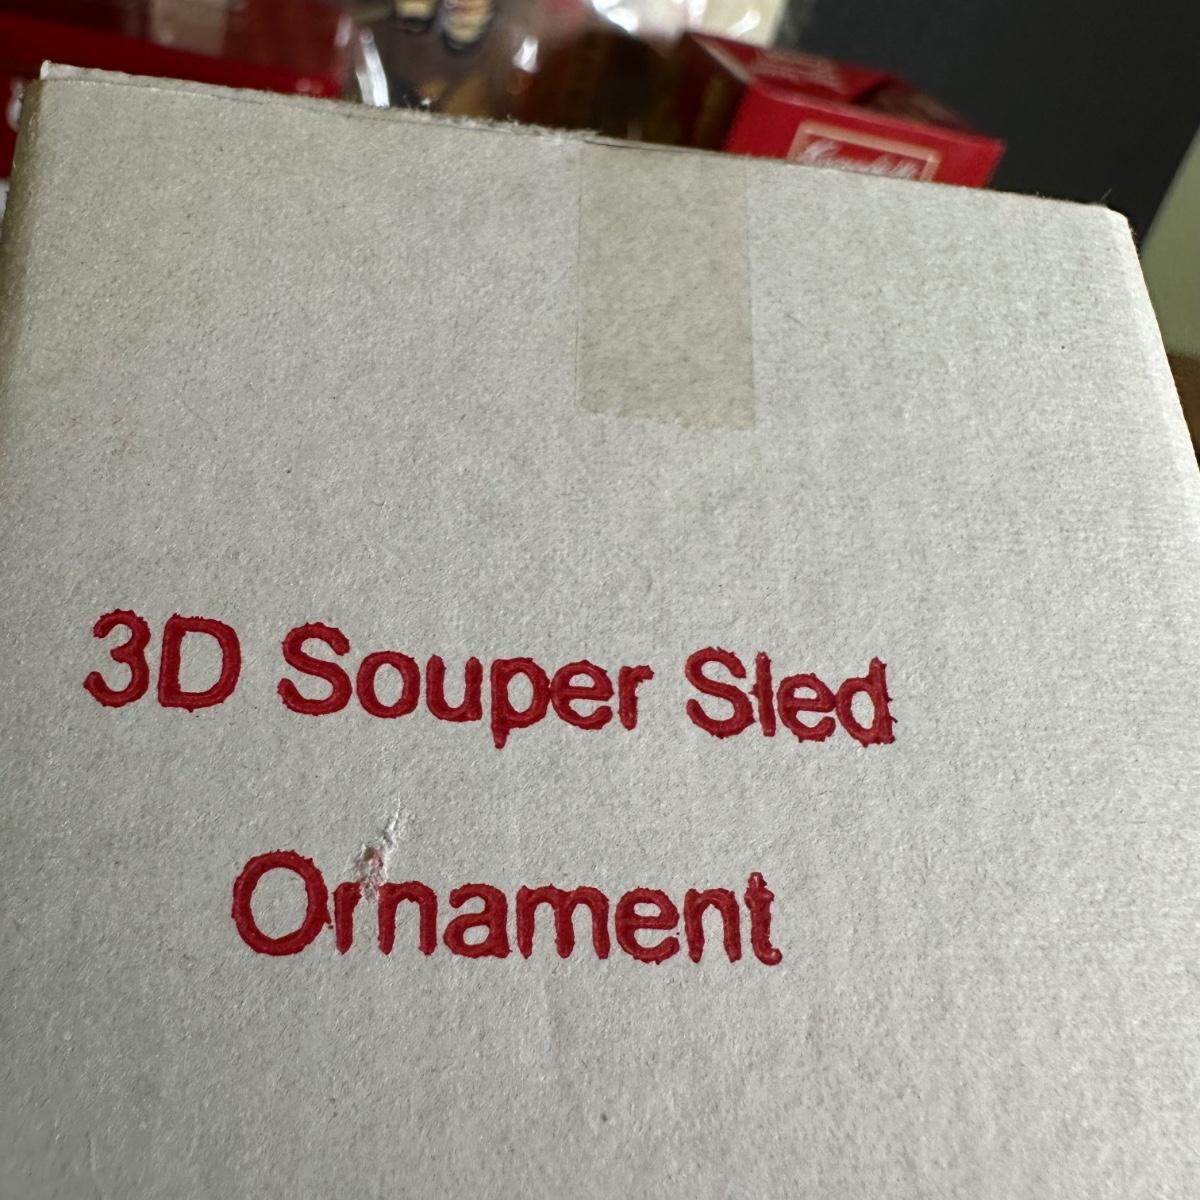 3D Souper Sled
Ornament